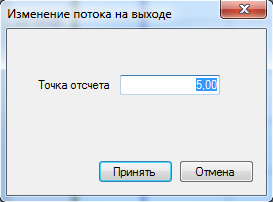 Изменение потока на выходе
Точка отсчета 5.00
Принять Отмена